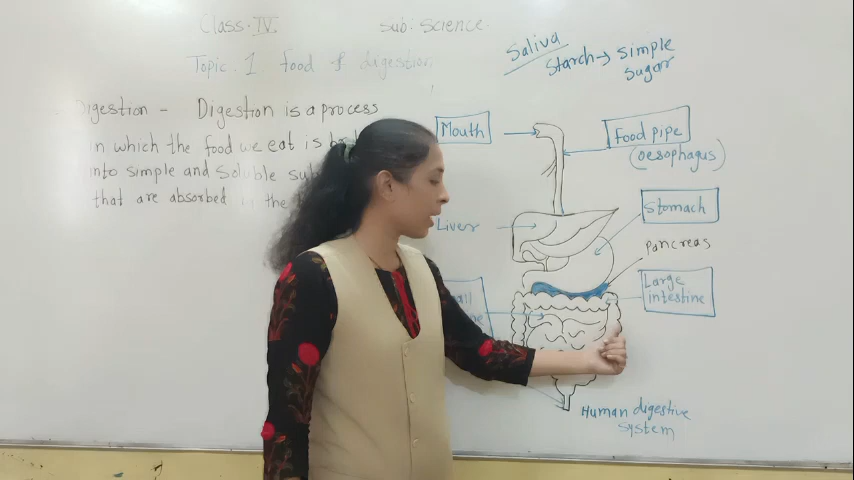 Class. IV.
sub: Science
Topic. 1 food & digestion
Digestion - Digestion is a process
in which the food we eat is
into simple and soluble
that are absorbed in the
Saliva
Starch → Simple
Sugar
Mouth
Food pipe
(oesophagus)
Liver
Stomach
Pancreas
Large
intestine
Human digestive
system